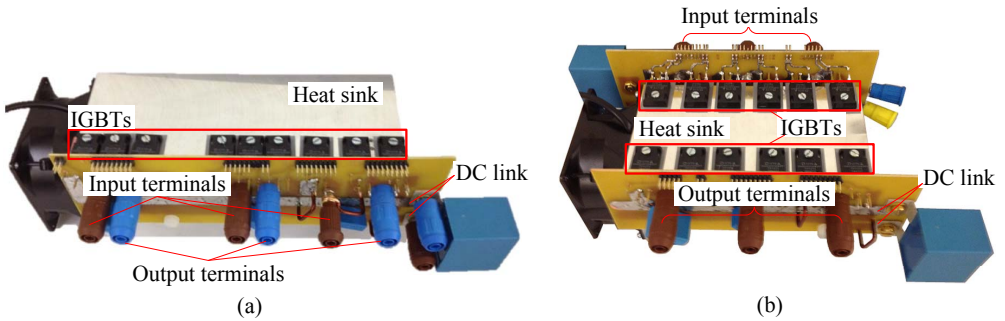 Heat sink
IGBTs
Input terminals
DC link
Output terminals
(a)
Input terminals
Heat sink
IGBTs
Output terminals
DC link
(b)